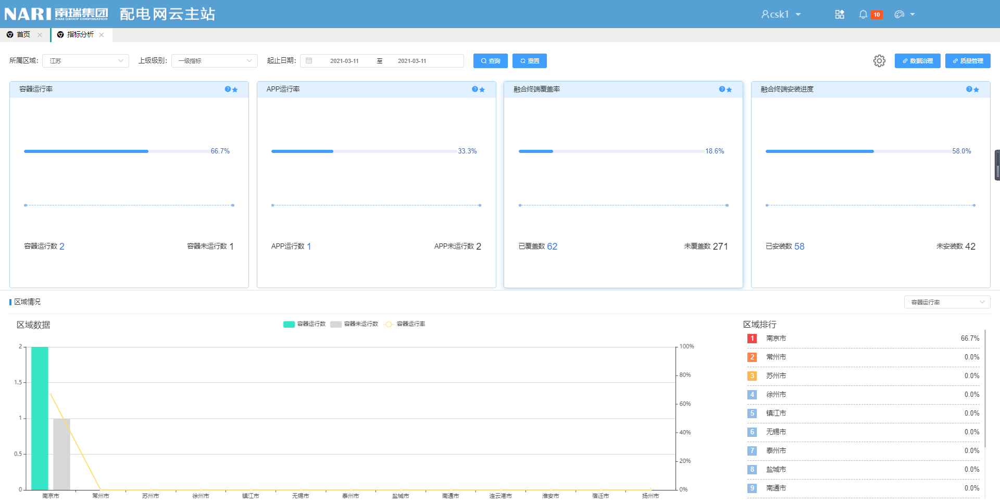 NARI 南瑞集团 NARI GROUP CORPORATION 配电网云主站 csk1 10
首页 指标分析
所属区域: 江苏 上级级别: 一级指标 起止日期: 2021-03-11 至 2021-03-11 查询 重置 数据治理 质量管理
容器运行率 APP运行率 融合终端覆盖率 融合终端安装进度
66.7% 33.3% 18.6% 58.0%
容器运行数 2 容器未运行数 1 APP运行数 1 APP未运行数 2 已覆盖数 62 未覆盖数 271 已安装数 58 未安装数 42
区域情况 容器运行率
区域数据 容器运行数 容器未运行数 容器运行率
2
1.5
1
0.5
0
100%
80%
60%
40%
20%
0%
南京市 常州市 苏州市 徐州市 镇江市 无锡市 泰州市 盐城市 南通市 连云港市 淮安市 宿迁市 扬州市
区域排行
1 南京市 66.7%
2 常州市 0.0%
3 苏州市 0.0%
4 徐州市 0.0%
5 镇江市 0.0%
6 无锡市 0.0%
7 泰州市 0.0%
8 盐城市 0.0%
9 南通市 0.0%